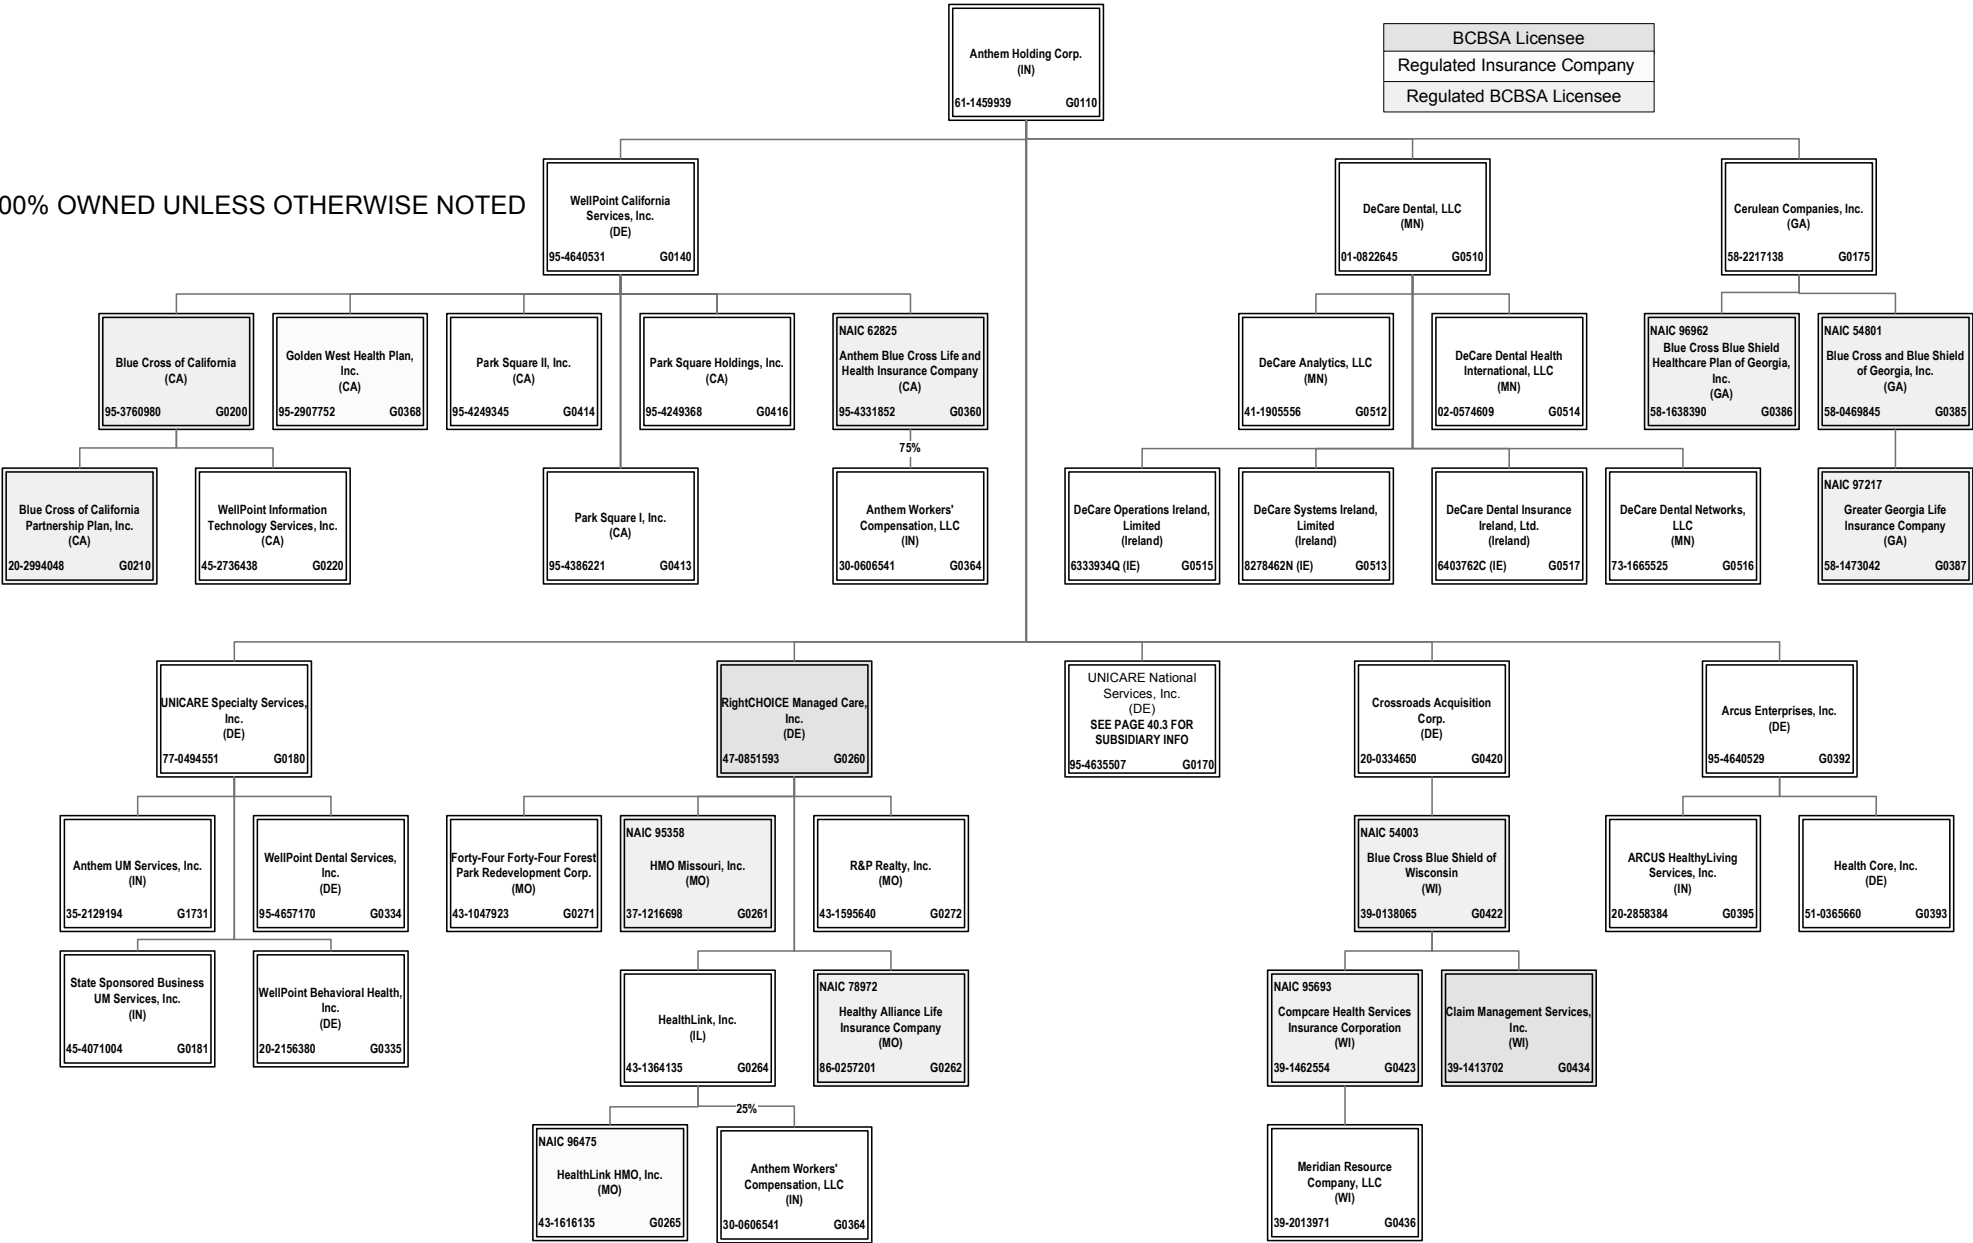 Anthem Holding Corp.
(IN)
61-1459939 G0110
BCBSA Licensee
Regulated Insurance Company
Regulated BCBSA Licensee
00% OWNED UNLESS OTHERWISE NOTED
WellPoint California
Services, Inc.
(DE)
95-4640531 G0140
DeCare Dental, LLC
(MN)
01-0822645 G0510
Cerulean Companies, Inc.
(GA)
58-2217138 G0175
Blue Cross of California
(CA)
95-3760980 G0200
Golden West Health Plan,
Inc.
(CA)
95-2907752 G0368
Park Square II, Inc.
(CA)
95-4249345 G0414
Park Square Holdings, Inc.
(CA)
95-4249368 G0416
NAIC 62825
Anthem Blue Cross Life and
Health Insurance Company
(CA)
95-4331852 G0360
DeCare Analytics, LLC
(MN)
41-1905556 G0512
DeCare Dental Health
International, LLC
(MN)
02-0574609 G0514
NAIC 96962
Blue Cross Blue Shield
Healthcare Plan of Georgia,
Inc.
(GA)
58-1638390 G0386
NAIC 54801
Blue Cross and Blue Shield
of Georgia, Inc.
(GA)
58-0469845 G0385
75%
Blue Cross of California
Partnership Plan, Inc.
(CA)
20-2994048 G0210
WellPoint Information
Technology Services, Inc.
(CA)
45-2736438 G0220
Park Square I, Inc.
(CA)
95-4386221 G0413
Anthem Workers'
Compensation, LLC
(IN)
30-0606541 G0364
DeCare Operations Ireland,
Limited
(Ireland)
6333934Q (IE) G0515
DeCare Systems Ireland,
Limited
(Ireland)
8278462N (IE) G0513
DeCare Dental Insurance
Ireland, Ltd.
(Ireland)
6403762C (IE) G0517
DeCare Dental Networks,
LLC
(MN)
73-1665525 G0516
NAIC 97217
Greater Georgia Life
Insurance Company
(GA)
58-1473042 G0387
UNICARE Specialty Services,
Inc.
(DE)
77-0494551 G0180
RightCHOICE Managed Care,
Inc.
(DE)
47-0851593 G0260
UNICARE National
Services, Inc.
(DE)
SEE PAGE 40.3 FOR
SUBSIDIARY INFO
95-4635507 G0170
Crossroads Acquisition
Corp.
(DE)
20-0334650 G0420
Arcus Enterprises, Inc.
(DE)
95-4640529 G0392
Anthem UM Services, Inc.
(IN)
35-2129194 G1731
WellPoint Dental Services,
Inc.
(DE)
95-4657170 G0334
Forty-Four Forty-Four Forest
Park Redevelopment Corp.
(MO)
43-1047923 G0271
NAIC 95358
HMO Missouri, Inc.
(MO)
37-1216698 G0261
R&P Realty, Inc.
(MO)
43-1595640 G0272
NAIC 54003
Blue Cross Blue Shield of
Wisconsin
(WI)
39-0138065 G0422
ARCUS HealthyLiving
Services, Inc.
(IN)
20-2858384 G0395
Health Core, Inc.
(DE)
51-0365660 G0393
State Sponsored Business
UM Services, Inc.
(IN)
45-4071004 G0181
WellPoint Behavioral Health,
Inc.
(DE)
20-2156380 G0335
HealthLink, Inc.
(IL)
43-1364135 G0264
NAIC 78972
Healthy Alliance Life
Insurance Company
(MO)
86-0257201 G0262
NAIC 95693
Compcare Health Services
Insurance Corporation
(WI)
39-1462554 G0423
Claim Management Services,
Inc.
(WI)
39-1413702 G0434
25%
NAIC 96475
HealthLink HMO, Inc.
(MO)
43-1616135 G0265
Anthem Workers'
Compensation, LLC
(IN)
30-0606541 G0364
Meridian Resource
Company, LLC
(WI)
39-2013971 G0436